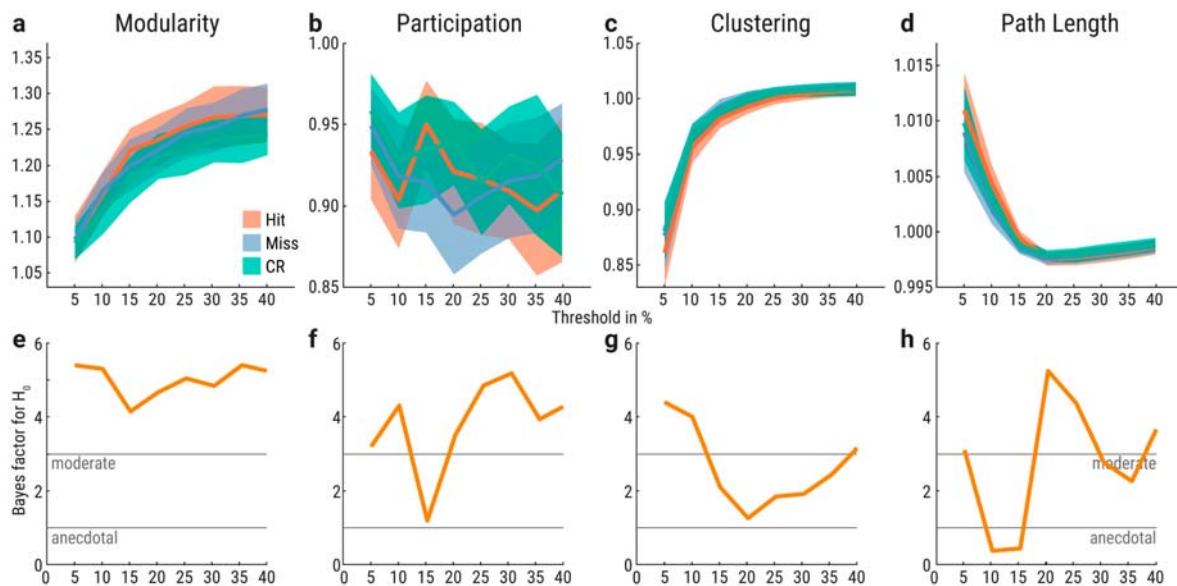 a Modularity
1.35
1.30
1.25
1.20
1.15
1.10
1.05
5 10 15 20 25 30 35 40
Hit
Miss
CR
b Participation
1.00
0.95
0.90
0.85
5 10 15 20 25 30 35 40
c Clustering
1.05
1.00
0.95
0.90
0.85
5 10 15 20 25 30 35 40
d Path Length
1.015
1.010
1.005
1.000
0.995
5 10 15 20 25 30 35 40
Threshold in %
e
Bayes factor for H₀
6
4
2
0
moderate
anecdotal
0 5 10 15 20 25 30 35 40
f
6
4
2
0
0 5 10 15 20 25 30 35 40
g
6
4
2
0
0 5 10 15 20 25 30 35 40
h
6
4
2
0
moderate
anecdotal
0 5 10 15 20 25 30 35 40